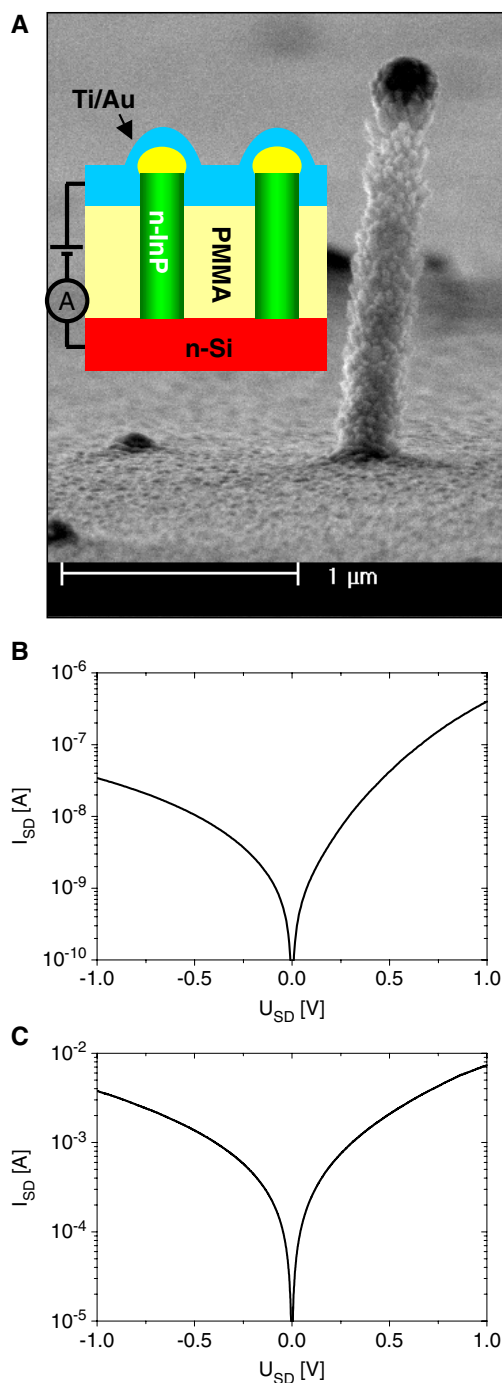 A
Ti/Au
n-InP
PMMA
A
n-Si
1 μm
B
10⁻⁶
10⁻⁷
10⁻⁸
10⁻⁹
10⁻¹⁰
I_SD [A]
-1.0 -0.5 0.0 0.5 1.0
U_SD [V]
C
10⁻²
10⁻³
10⁻⁴
10⁻⁵
I_SD [A]
-1.0 -0.5 0.0 0.5 1.0
U_SD [V]